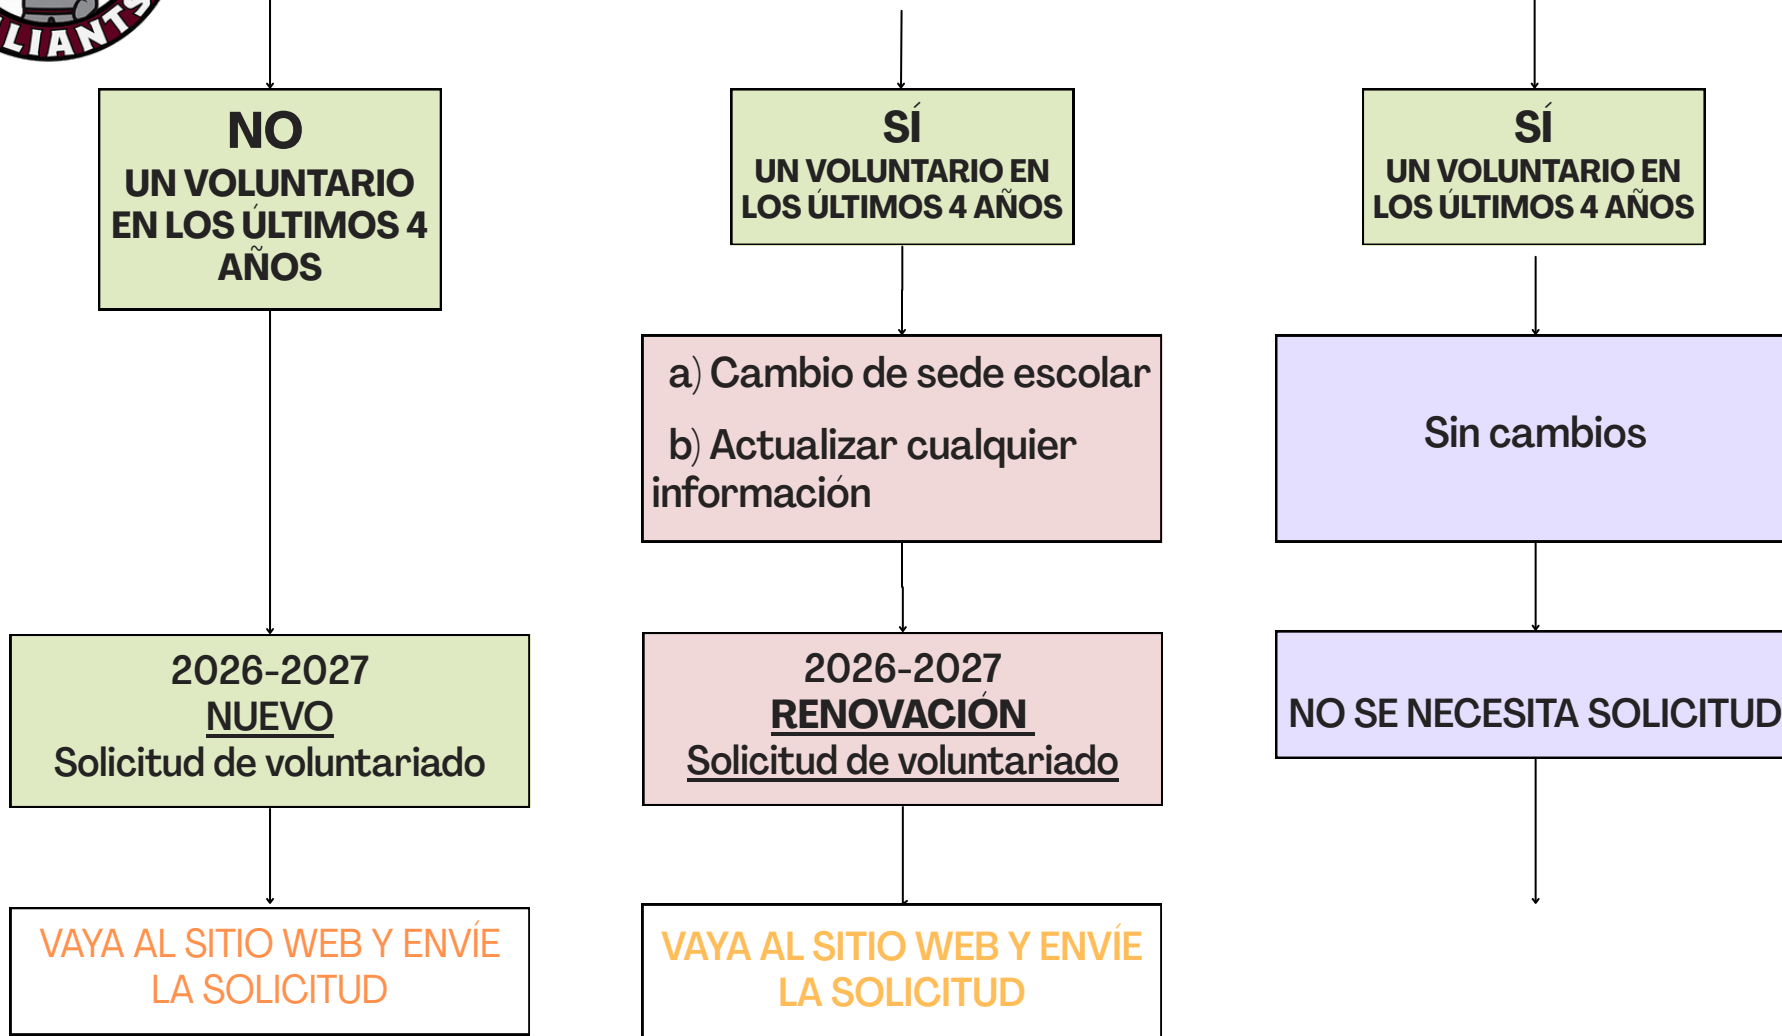 LIANTS
NO
UN VOLUNTARIO
EN LOS ÚLTIMOS 4
AÑOS
2026-2027
NUEVO
Solicitud de voluntariado
VAYA AL SITIO WEB Y ENVÍE
LA SOLICITUD
SÍ
UN VOLUNTARIO EN
LOS ÚLTIMOS 4 AÑOS
a) Cambio de sede escolar
b) Actualizar cualquier
información
2026-2027
RENOVACIÓN
Solicitud de voluntariado
VAYA AL SITIO WEB Y ENVÍE
LA SOLICITUD
SÍ
UN VOLUNTARIO EN
LOS ÚLTIMOS 4 AÑOS
Sin cambios
NO SE NECESITA SOLICITUD